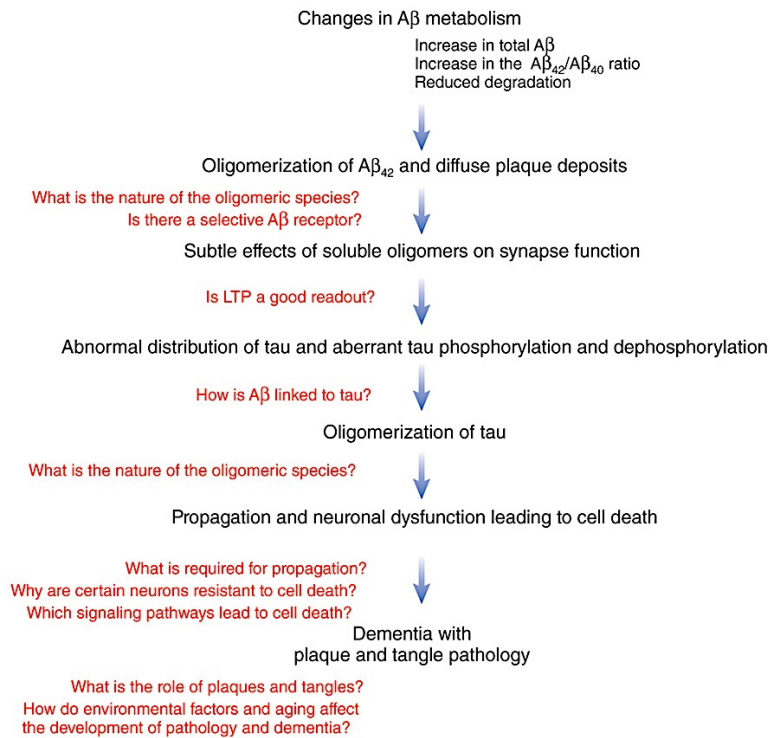 Changes in Aβ metabolism
Increase in total Aβ
Increase in the Aβ42/Aβ40 ratio
Reduced degradation
Oligomerization of Aβ42 and diffuse plaque deposits
What is the nature of the oligomeric species?
Is there a selective Aβ receptor?
Subtle effects of soluble oligomers on synapse function
Is LTP a good readout?
Abnormal distribution of tau and aberrant tau phosphorylation and dephosphorylation
How is Aβ linked to tau?
Oligomerization of tau
What is the nature of the oligomeric species?
Propagation and neuronal dysfunction leading to cell death
What is required for propagation?
Why are certain neurons resistant to cell death?
Which signaling pathways lead to cell death?
Dementia with
plaque and tangle pathology
What is the role of plaques and tangles?
How do environmental factors and aging affect
the development of pathology and dementia?